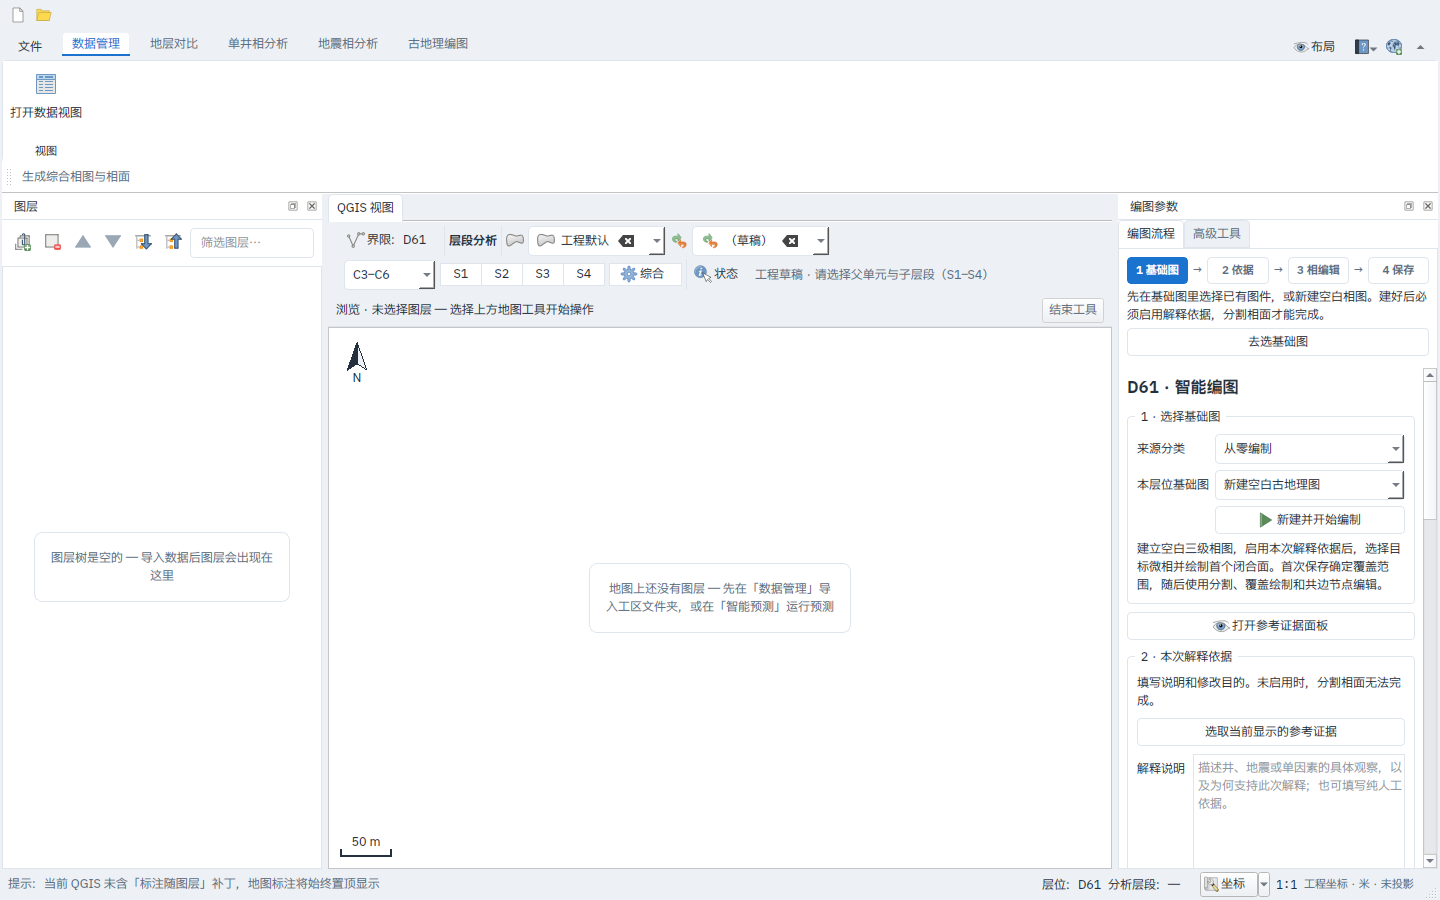 文件
数据管理
地层对比
单井相分析
地震相分析
古地理编图
布局
打开数据视图
视图
生成综合相图与相面
图层
筛选图层…
图层树是空的 — 导入数据后图层会出现在
这里
QGIS 视图
界限: D61
层段分析
工程默认
(草稿)
C3-C6
S1
S2
S3
S4
综合
状态
工程草稿 · 请选择父单元与子层段 (S1-S4)
浏览 · 未选择图层 — 选择上方地图工具开始操作
结束工具
N
地图上还没有图层 — 先在「数据管理」导
入工区文件夹，或在「智能预测」运行预测
50 m
编图参数
编图流程
高级工具
1 基础图 → 2 依据 → 3 相编辑 → 4 保存
先在基础图里选择已有图件，或新建空白相图。建好后必
须启用解释依据，分割相面才能完成。
去选基础图
D61 · 智能编图
1 · 选择基础图
来源分类
从零编制
本层位基础图
新建空白古地理图
新建并开始编制
建立空白三级相图，启用本次解释依据后，选择目
标微相并绘制首个闭合面。首次保存确定覆盖范
围，随后使用分割、覆盖绘制和共边节点编辑。
打开参考证据面板
2 · 本次解释依据
填写说明和修改目的。未启用时，分割相面无法完
成。
选取当前显示的参考证据
解释说明
描述井、地震或单因素的具体观察，以
及为何支持此次解释；也可填写纯人工
依据。
提示: 当前 QGIS 未含「标注随图层」补丁，地图标注将始终置顶显示
层位: D61 分析层段: —
坐标
1:1
工程坐标 · 米 · 未投影